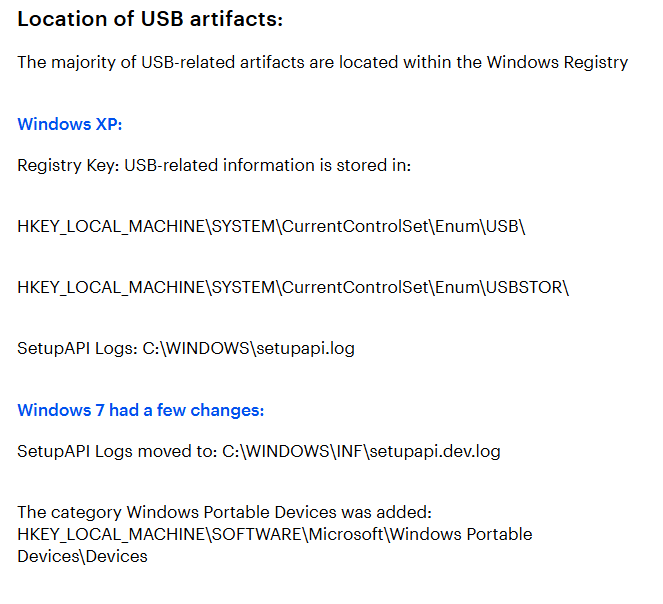 Location of USB artifacts:
The majority of USB-related artifacts are located within the Windows Registry
Windows XP:
Registry Key: USB-related information is stored in:
HKEY_LOCAL_MACHINE\SYSTEM\CurrentControlSet\Enum\USB\
HKEY_LOCAL_MACHINE\SYSTEM\CurrentControlSet\Enum\USBSTOR\
SetupAPI Logs: C:\WINDOWS\setupapi.log
Windows 7 had a few changes:
SetupAPI Logs moved to: C:\WINDOWS\INF\setupapi.dev.log
The category Windows Portable Devices was added:
HKEY_LOCAL_MACHINE\SOFTWARE\Microsoft\Windows Portable
Devices\Devices